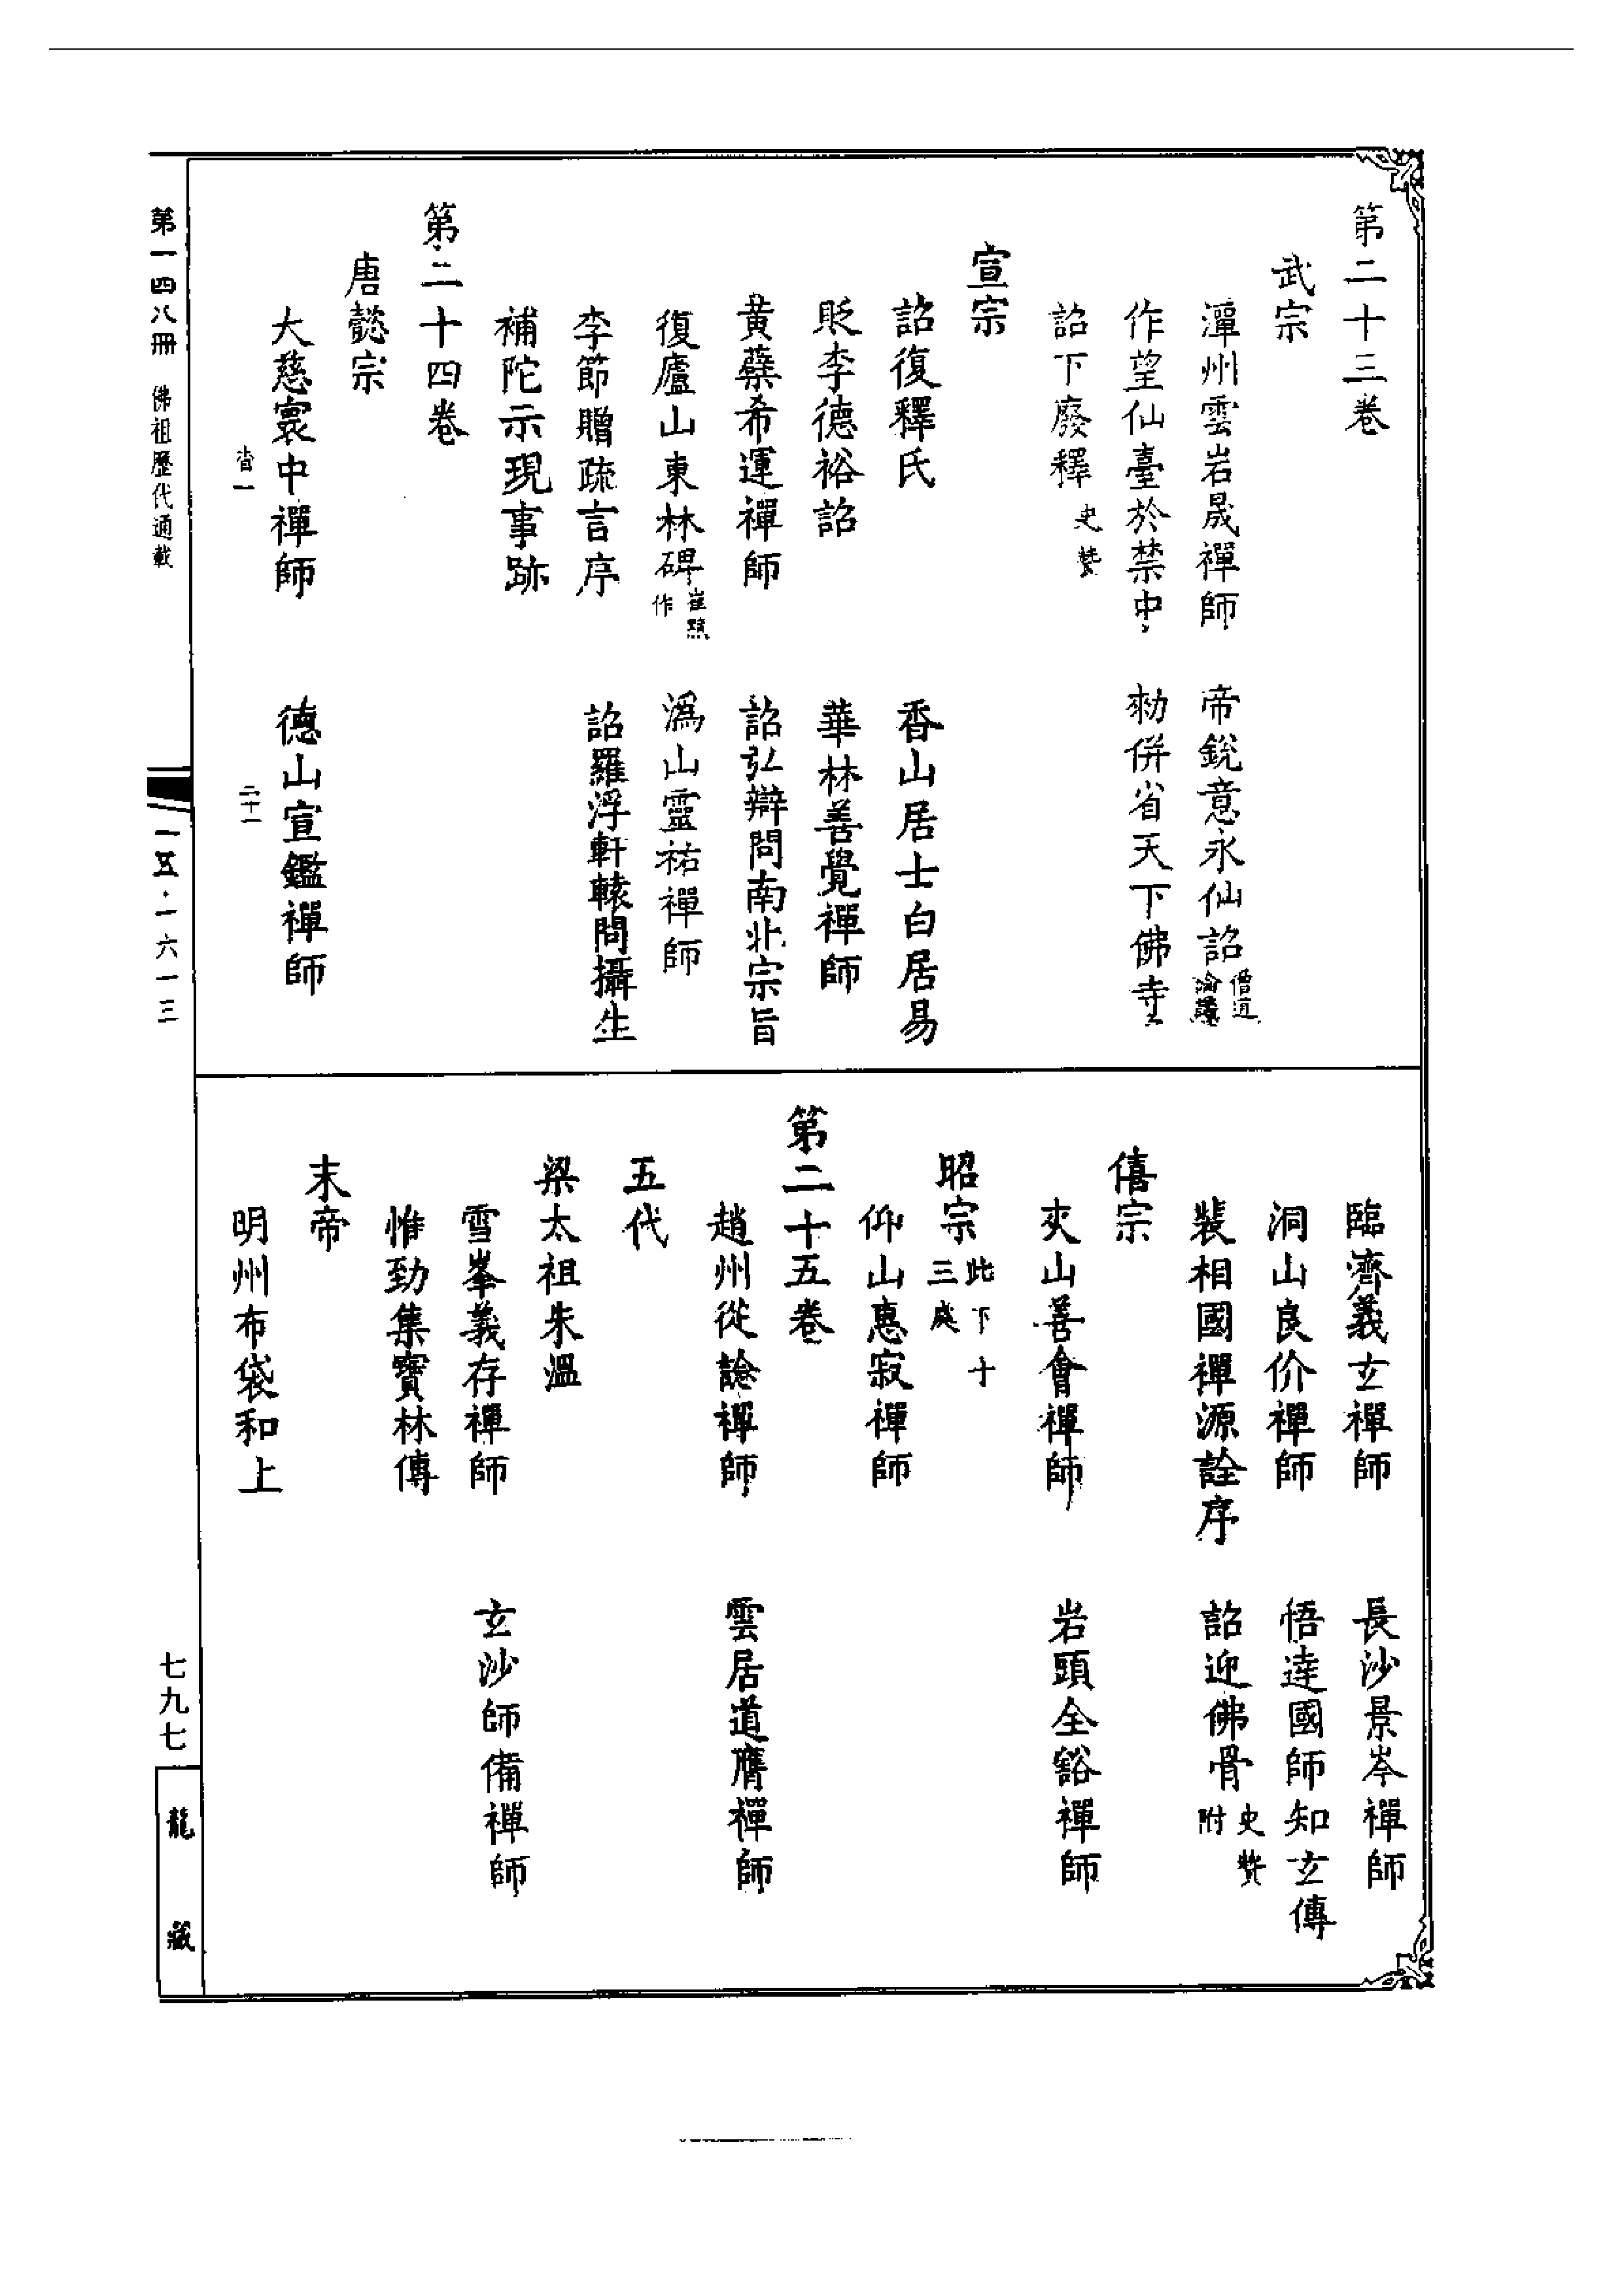 第二十三卷
武宗
潭州雲岩晟禪師　帝銳意永仙詔僧道論議
作望仙臺於禁中　勑併省天下佛寺
詔下廢釋史贊
宣宗
詔復釋氏　香山居士白居易
貶李德裕詔　華林善覺禪師
黃蘗希運禪師　詔弘辯問南北宗旨
復廬山東林碑崔黯作　溈山靈祐禪師
李節贈疏言序　詔羅浮軒轅問攝生
補陀示現事跡
第二十四卷
唐懿宗
大慈寰中禪師　德山宣鑑禪師
二十一
臨濟義玄禪師　長沙景岑禪師
洞山良价禪師　悟達國師知玄傳
裴相國禪源詮序　詔迎佛骨史贊附
僖宗
夾山善會禪師　岩頭全豁禪師
昭宗此下十三處
仰山惠寂禪師
第二十五卷
趙州從諗禪師　雲居道膺禪師
五代
梁太祖朱溫
雪峯義存禪師　玄沙師備禪師
惟勁集寶林傳
末帝
明州布袋和上
第一四八冊　佛祖歷代通載
一五·一六一三
七九七
龍藏